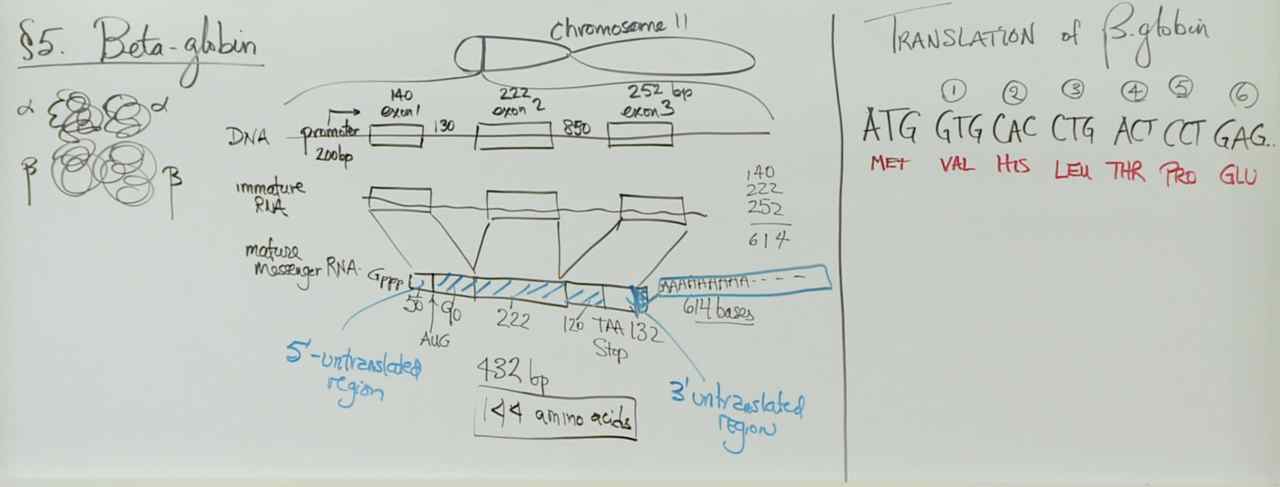 §5. Beta-globin
Chromosome 11
α
α
β
β
140
222
252 bp
exon 1
exon 2
exon 3
DNA
promoter
130
850
200bp
immature
RNA
140
222
252
614
mature
messenger RNA
Gppp
AAAAAAAAAA----
614 bases
50
90
222
120
TAA
132
AUG
Stop
5'-untranslated
region
432 bp
144 amino acids
3' untranslated
region
TRANSLATION of β-globin
1 2 3 4 5 6
ATG GTG CAC CTG ACT CCT GAG..
MET VAL HIS LEU THR PRO GLU